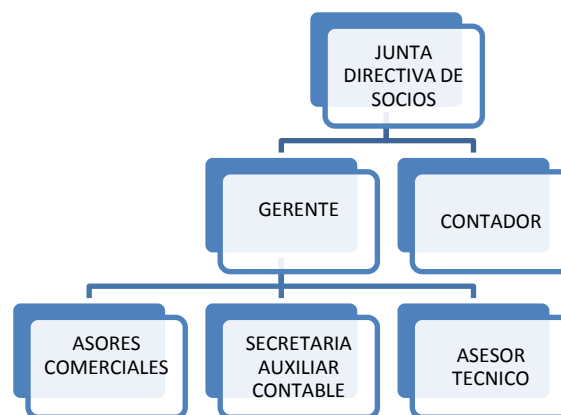 JUNTA
DIRECTIVA DE
SOCIOS
GERENTE
CONTADOR
ASORES
COMERCIALES
SECRETARIA
AUXILIAR
CONTABLE
ASESOR
TECNICO